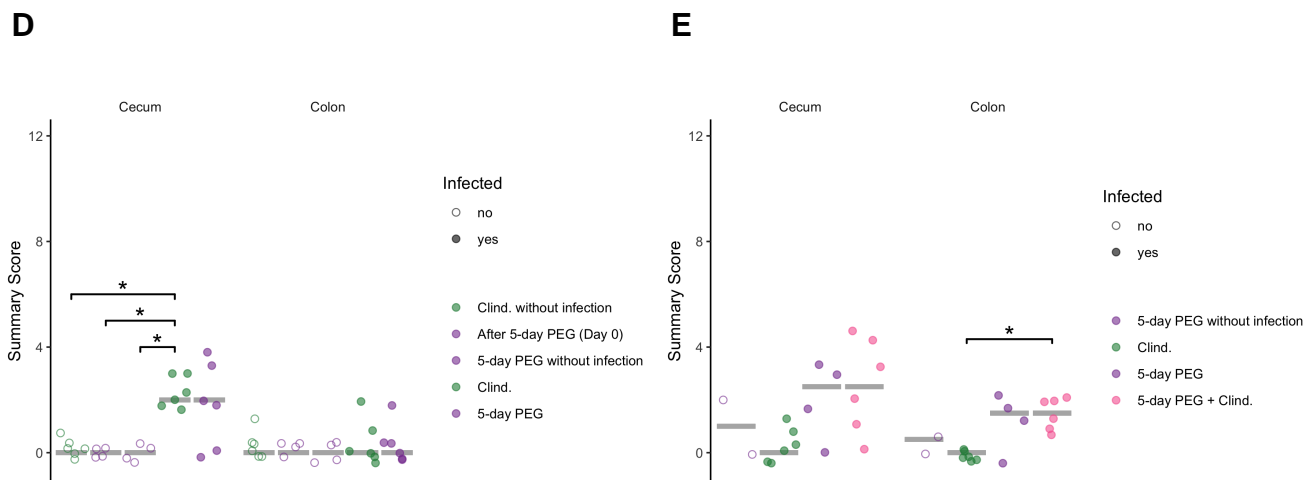 D
Cecum
Colon
Summary Score
12
8
4
0
*
*
*
Infected
no
yes
Clind. without infection
After 5-day PEG (Day 0)
5-day PEG without infection
Clind.
5-day PEG
E
Cecum
Colon
Summary Score
12
8
4
0
*
Infected
no
yes
5-day PEG without infection
Clind.
5-day PEG
5-day PEG + Clind.